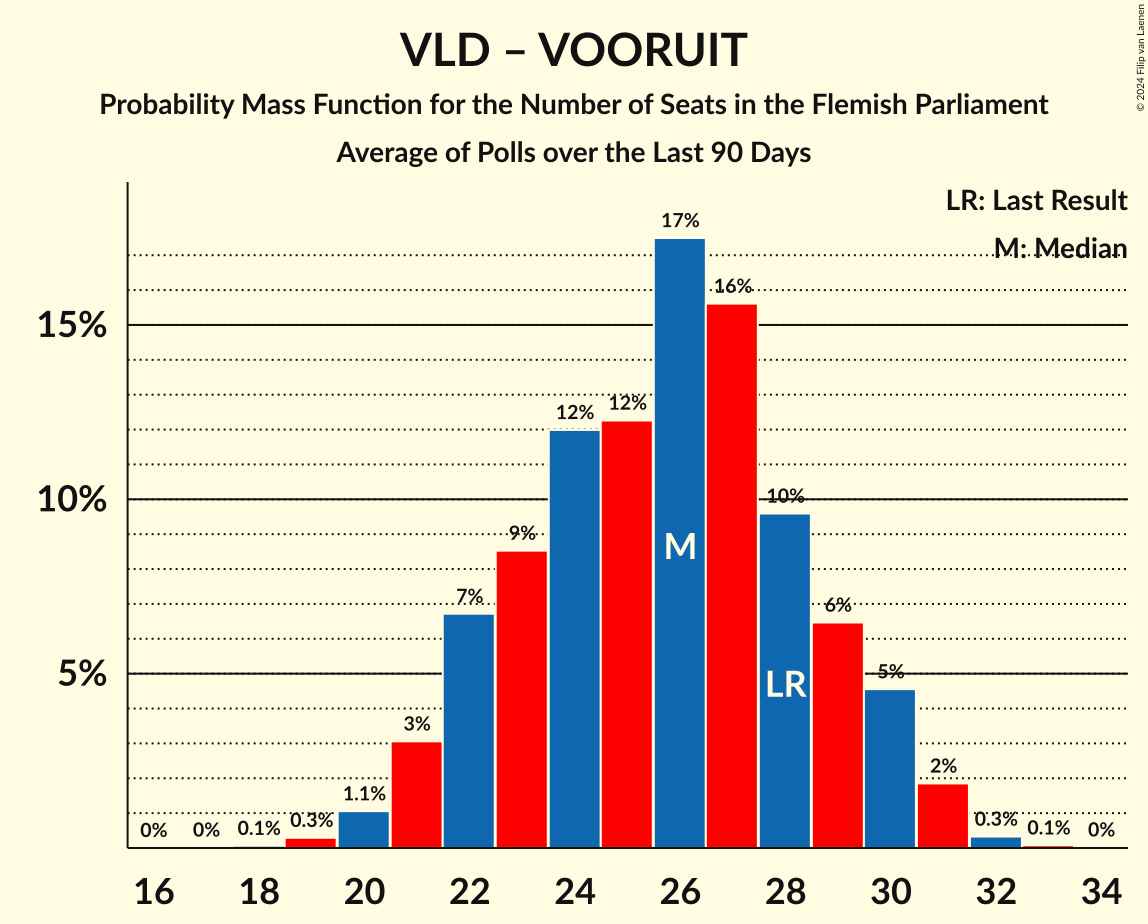 VLD – VOORUIT
Probability Mass Function for the Number of Seats in the Flemish Parliament
Average of Polls over the Last 90 Days
© 2024 Filip van Laenen
LR: Last Result
M: Median
15%
10%
5%
0%
0%
0.1%
0.3%
1.1%
3%
7%
9%
12%
12%
17%
16%
10%
6%
5%
2%
0.3%
0.1%
0%
M
LR
16 18 20 22 24 26 28 30 32 34